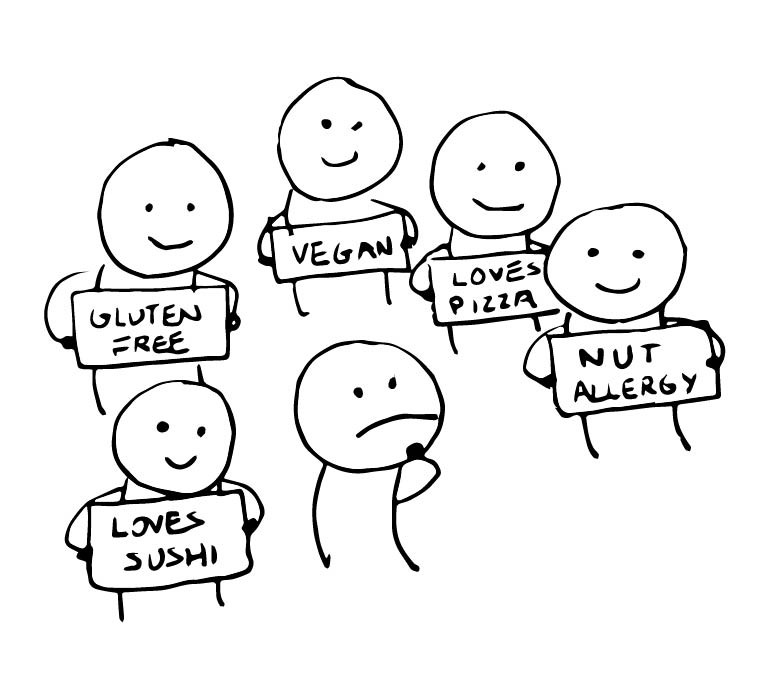 VEGAN
LOVES
PIZZA
GLUTEN
FREE
NUT
ALLERGY
LOVES
SUSHI